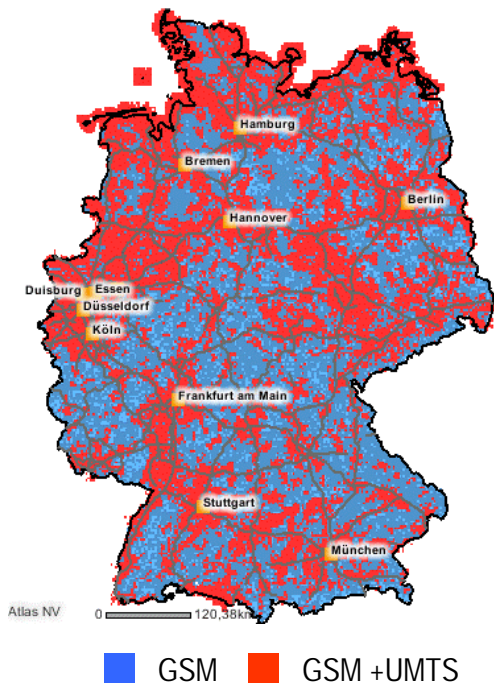 Hamburg
Bremen
Berlin
Hannover
Duisburg Essen
Düsseldorf
Köln
Frankfurt am Main
Stuttgart
München
Atlas NV 0 120,38km
GSM GSM +UMTS